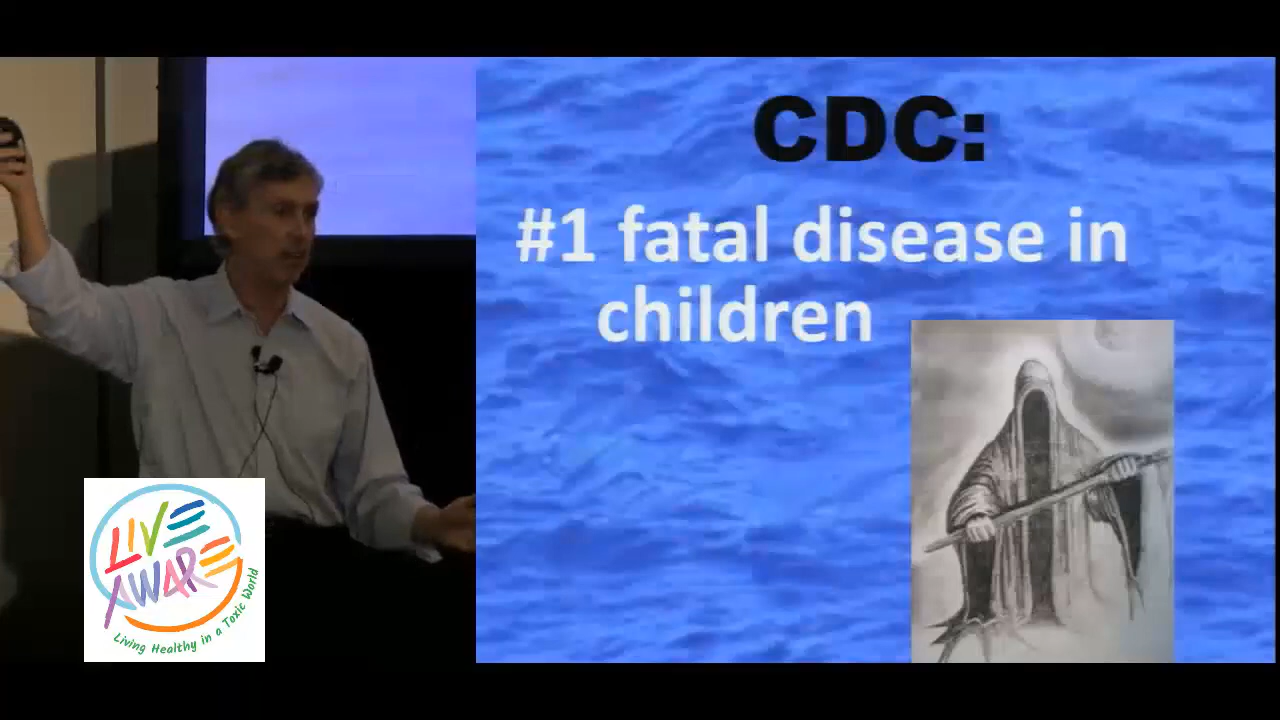 CDC:
#1 fatal disease in
children
LIVE
AWARE
Living Healthy in a Toxic World